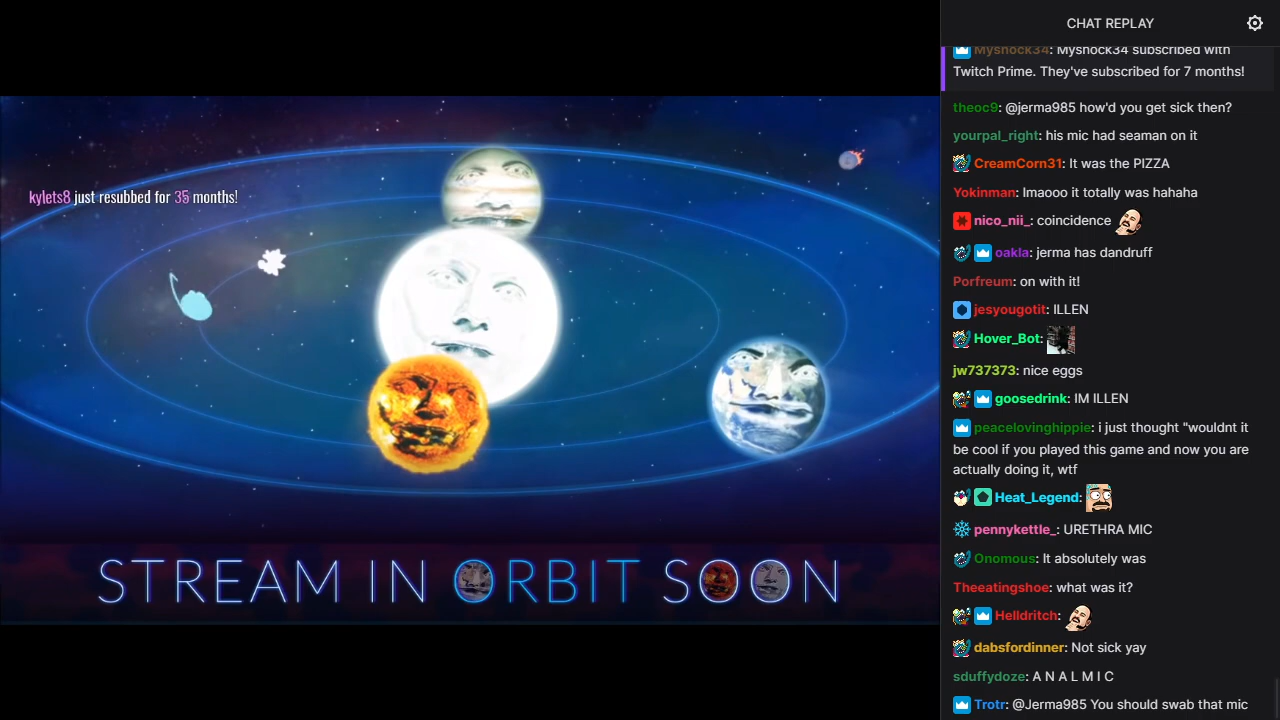 kylets8 just resubbed for 35 months!
STREAM IN ORBIT SOON
CHAT REPLAY
Myshock34: Myshock34 subscribed with
Twitch Prime. They've subscribed for 7 months!
theoc9: @jerma985 how'd you get sick then?
yourpal_right: his mic had seaman on it
CreamCorn31: It was the PIZZA
Yokinman: lmaooo it totally was hahaha
nico_nii_: coincidence
oakla: jerma has dandruff
Porfreum: on with it!
jesyougotit: ILLEN
Hover_Bot:
jw737373: nice eggs
goosedrink: IM ILLEN
peacelovinghippie: i just thought "wouldnt it
be cool if you played this game and now you are
actually doing it, wtf
Heat_Legend:
pennykettle_: URETHRA MIC
Onomous: It absolutely was
Theeatingshoe: what was it?
Helldritch:
dabsfordinner: Not sick yay
sduffydoze: A N A L M I C
Trotr: @Jerma985 You should swab that mic